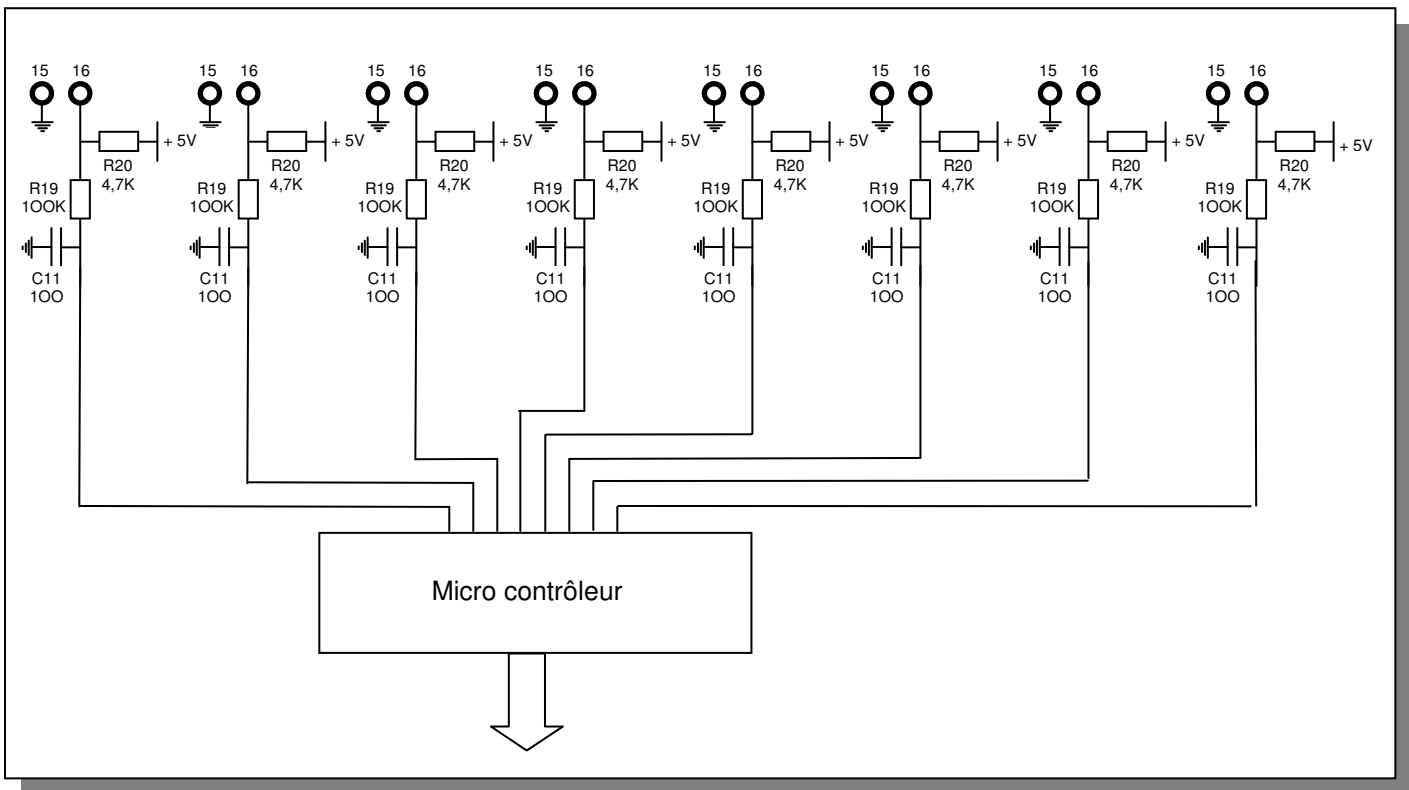 15 16 15 16 15 16 15 16 15 16 15 16 15 16 15 16
+ 5V + 5V + 5V + 5V + 5V + 5V + 5V + 5V
R20 R20 R20 R20 R20 R20 R20 R20
4,7K 4,7K 4,7K 4,7K 4,7K 4,7K 4,7K 4,7K
R19 R19 R19 R19 R19 R19 R19 R19
1OOK 1OOK 1OOK 1OOK 1OOK 1OOK 1OOK 1OOK
C11 C11 C11 C11 C11 C11 C11 C11
1OO 1OO 1OO 1OO 1OO 1OO 1OO 1OO
Micro contrôleur